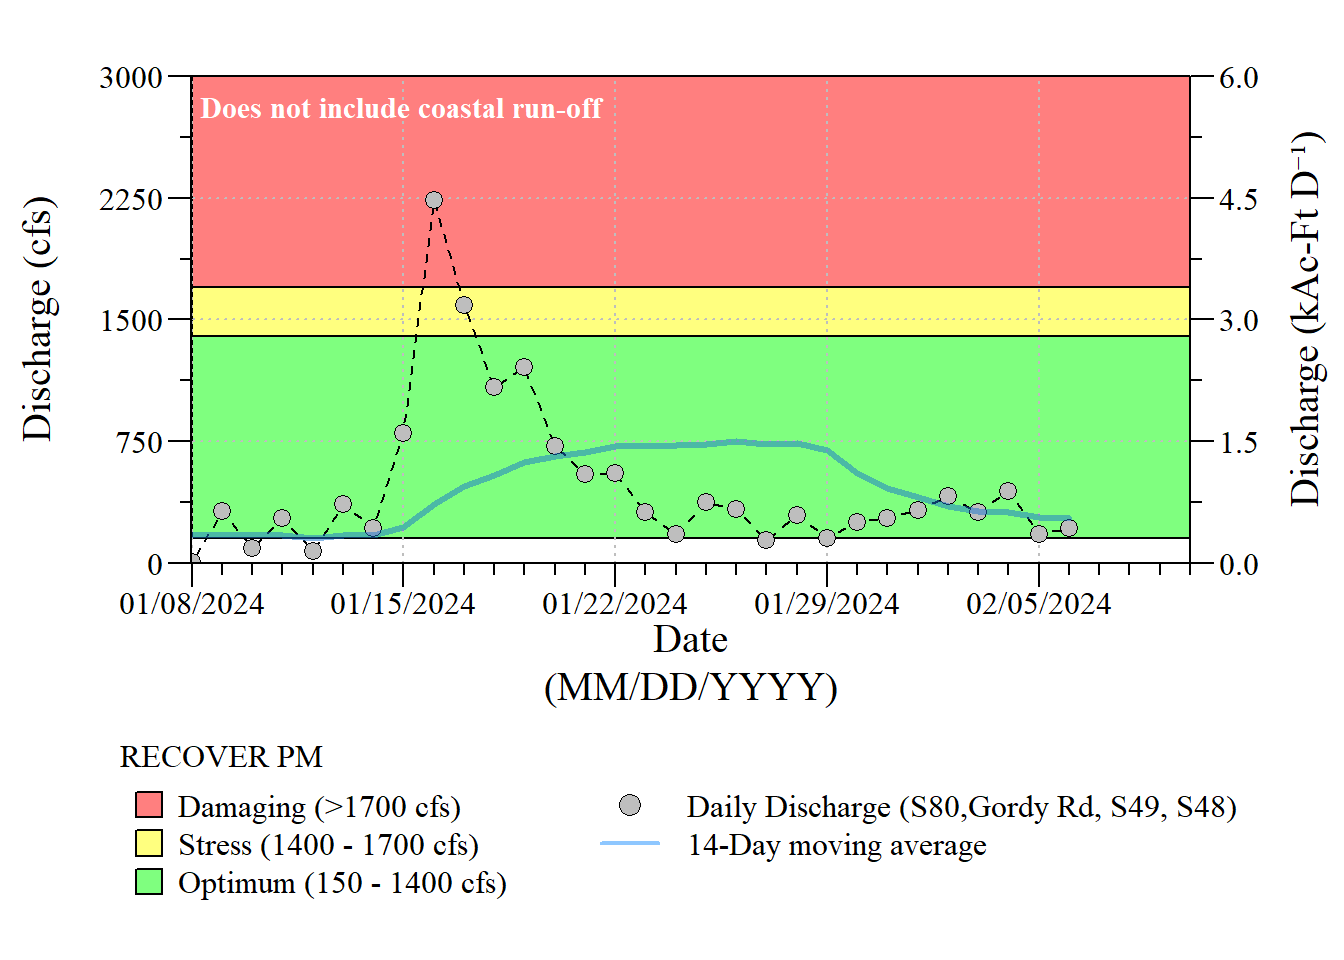 Does not include coastal run-off
3000
2250
1500
750
0
6.0
4.5
3.0
1.5
0.0
Discharge (cfs)
Discharge (kAc-Ft D⁻¹)
01/08/2024 01/15/2024 01/22/2024 01/29/2024 02/05/2024
Date
(MM/DD/YYYY)
RECOVER PM
Damaging (>1700 cfs)
Stress (1400 - 1700 cfs)
Optimum (150 - 1400 cfs)
Daily Discharge (S80,Gordy Rd, S49, S48)
14-Day moving average